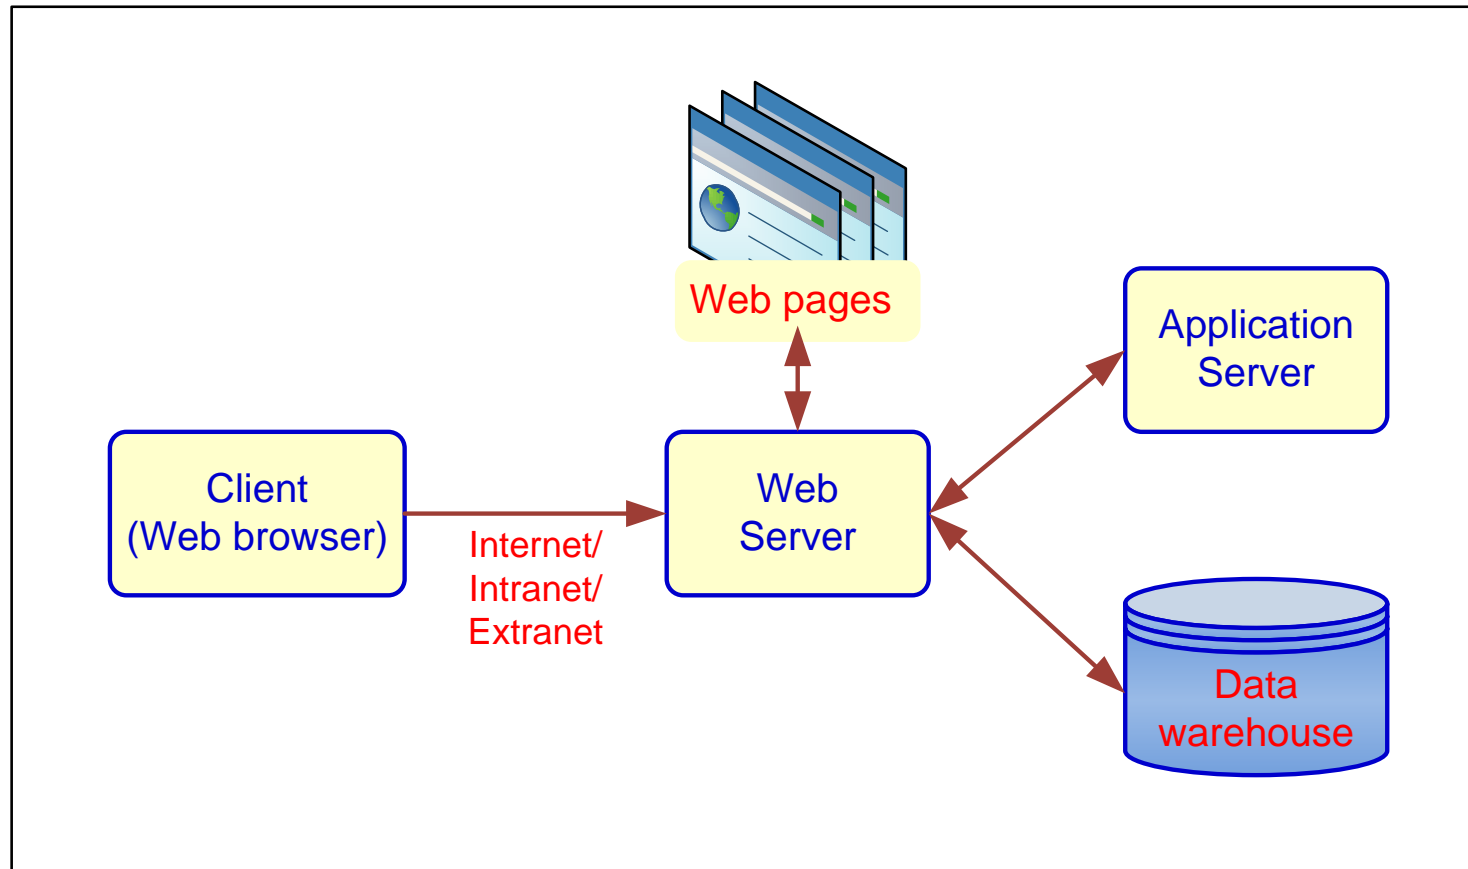 Web pages
Application
Server
Client
(Web browser)
Web
Server
Internet/
Intranet/
Extranet
Data
warehouse